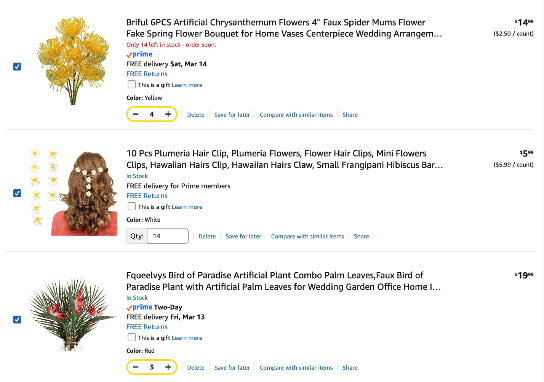 Briful 6PCS Artificial Chrysanthemum Flowers 4" Faux Spider Mums Flower
$14⁹⁹
Fake Spring Flower Bouquet for Home Vases Centerpiece Wedding Arrangem…
($2.50 / count)
Only 14 left in stock - order soon.
prime
FREE delivery Sat, Mar 14
FREE Returns
This is a gift Learn more
Color: Yellow
− 4 + Delete Save for later Compare with similar items Share
10 Pcs Plumeria Hair Clip, Plumeria Flowers, Flower Hair Clips, Mini Flowers
$5⁹⁹
Clips, Hawaiian Hairs Clip, Hawaiian Hairs Claw, Small Frangipani Hibiscus Bar…
($5.99 / count)
In Stock
FREE delivery for Prime members
FREE Returns
This is a gift Learn more
Color: White
Qty: 14 Delete Save for later Compare with similar items Share
Fqueelvys Bird of Paradise Artificial Plant Combo Palm Leaves,Faux Bird of
$19⁹⁹
Paradise Plant with Artificial Palm Leaves for Wedding Garden Office Home I…
In Stock
prime Two-Day
FREE delivery Fri, Mar 13
FREE Returns
This is a gift Learn more
Color: Red
− 3 + Delete Save for later Compare with similar items Share